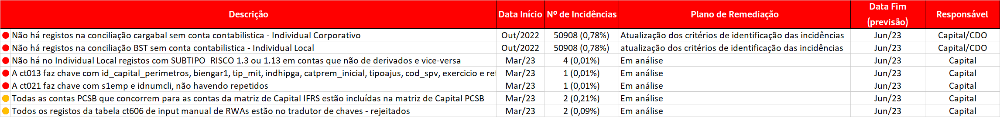 Descrição Data Início Nº de Incidências Plano de Remediação Data Fim (previsão) Responsável
Não há registos na conciliação cargabal sem conta contabilistica - Individual Corporativo Out/2022 50908 (0,78%) Atualização dos critérios de identificação das incidências Jun/23 Capital/CDO
Não há registos na conciliação BST sem conta contabilistica - Individual Local Out/2022 50908 (0,78%) atualização dos critérios de identificação das incidências Jun/23 Capital/CDO
Não há no Individual Local registos com SUBTIPO_RISCO 1.3 ou 1.13 em contas que não de derivados e vice-versa Mar/23 4 (0,01%) Em análise Jun/23 Capital
A ct013 faz chave com id_capital_perimetros, biengar1, tip_mit, indhipga, catprem_inicial, tipoajus, cod_spv, exercicio e ref Mar/23 1 (0,01%) Em análise Jun/23 Capital
A ct021 faz chave com s1emp e idnumcli, não havendo repetidos Mar/23 1 (0,01%) Em análise Jun/23 Capital
Todas as contas PCSB que concorrem para as contas da matriz de Capital IFRS estão incluídas na matriz de Capital PCSB Mar/23 2 (0,21%) Em análise Jun/23 Capital
Todos os registos da tabela ct606 de input manual de RWAs estão no tradutor de chaves - rejeitados Mar/23 2 (0,09%) Em análise Jun/23 Capital